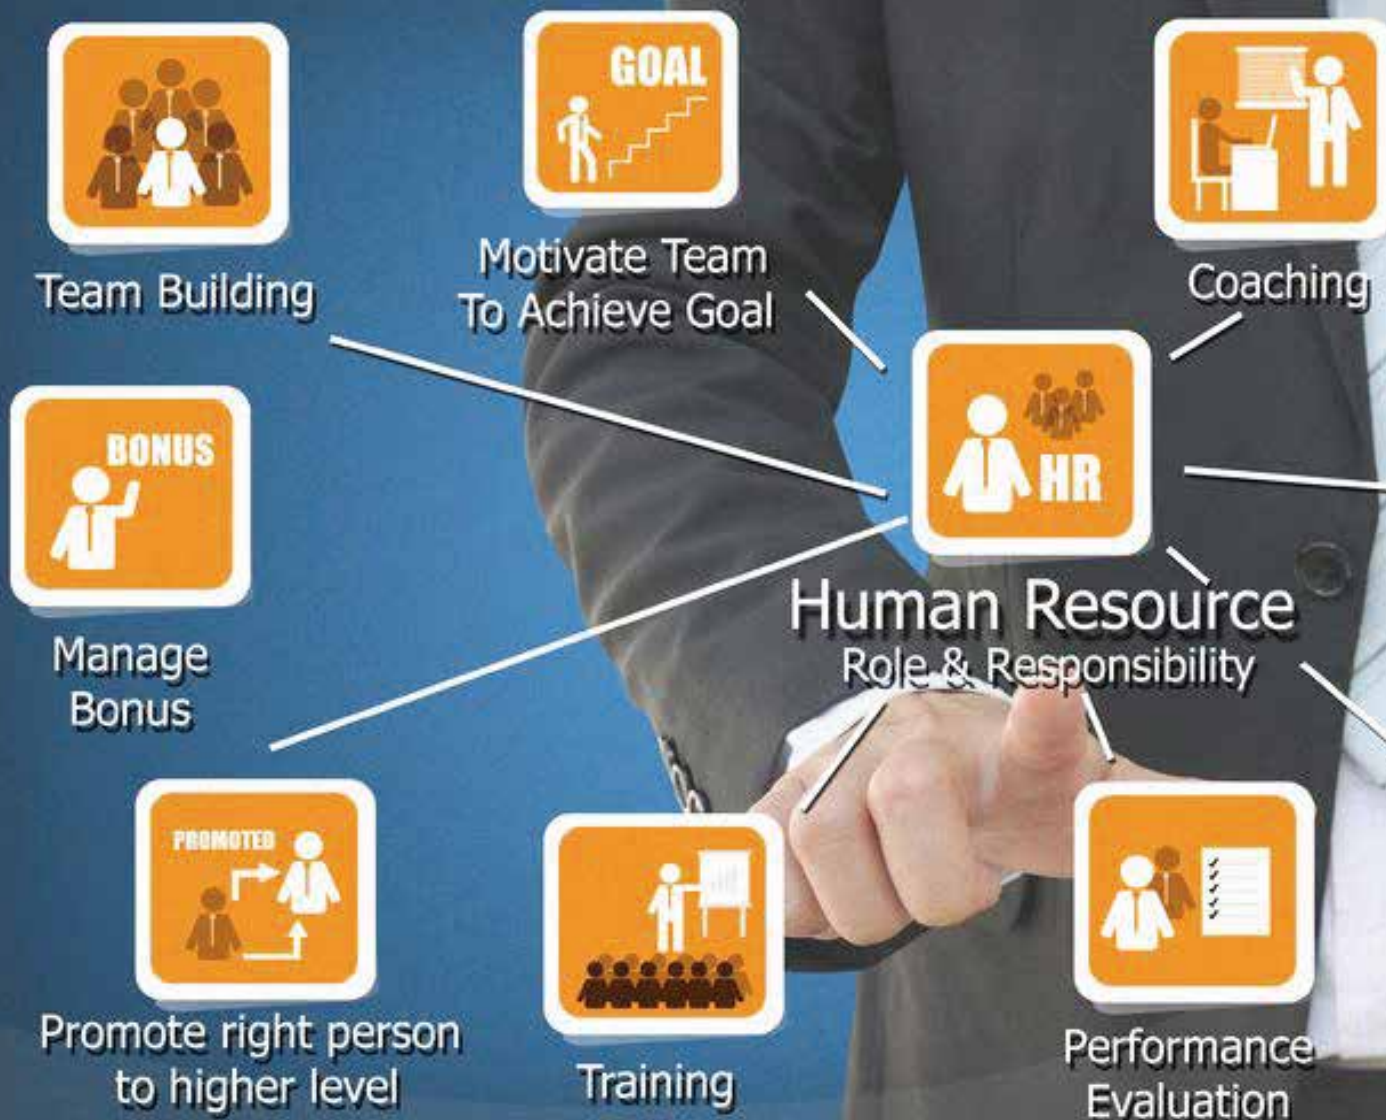 GOAL
Team Building
Motivate Team
To Achieve Goal
Coaching
BONUS
HR
Manage
Bonus
Human Resource
Role & Responsibility
PROMOTED
Promote right person
to higher level
Training
Performance
Evaluation